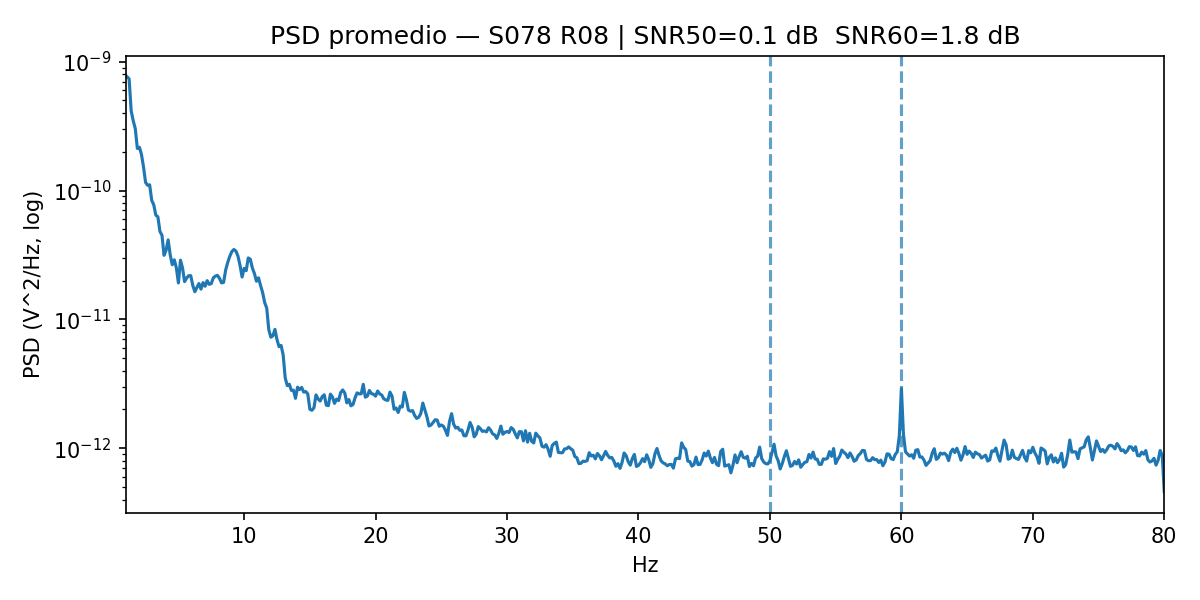 PSD promedio — S078 R08 | SNR50=0.1 dB  SNR60=1.8 dB
PSD (V^2/Hz, log)
10⁻⁹
10⁻¹⁰
10⁻¹¹
10⁻¹²
10 20 30 40 50 60 70 80
Hz